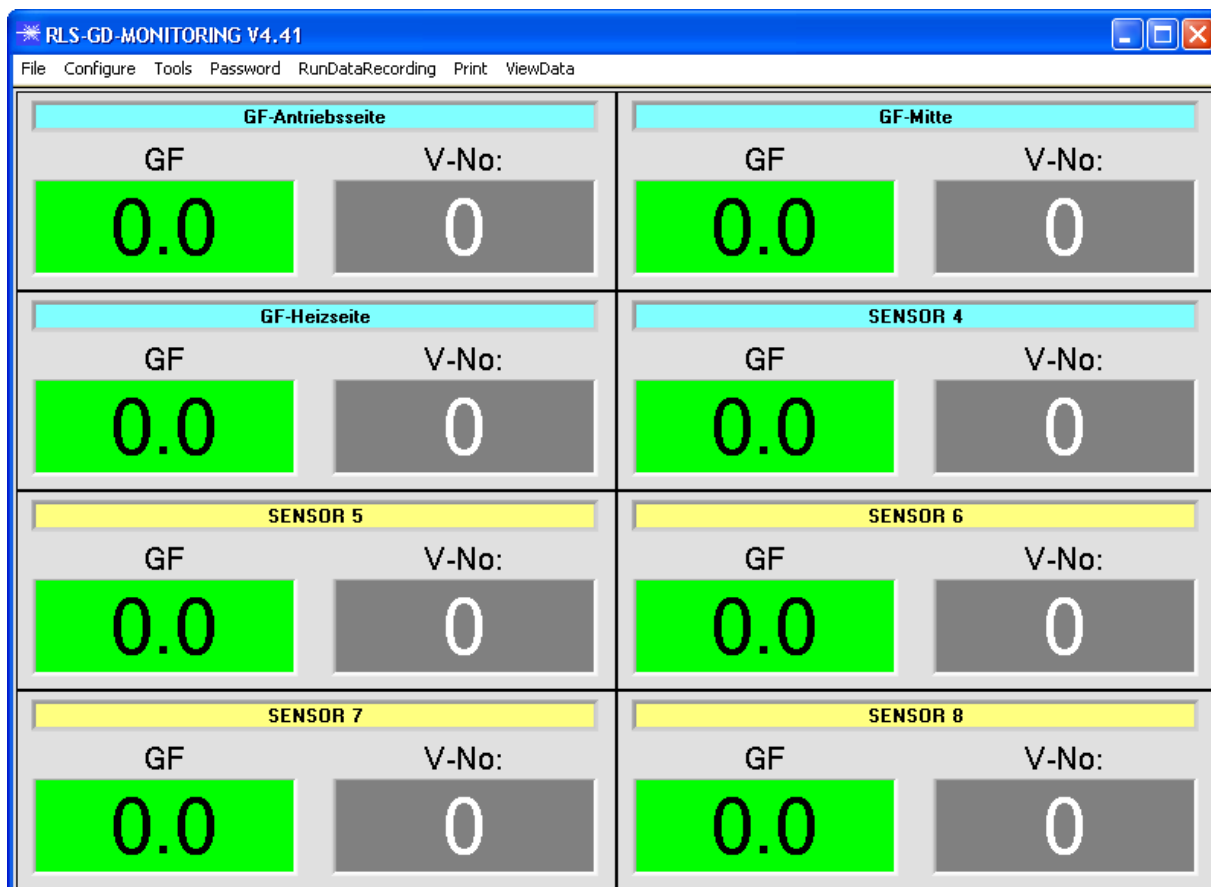 RLS-GD-MONITORING V4.41
File Configure Tools Password RunDataRecording Print ViewData
GF-Antriebsseite
GF V-No:
0.0 0
GF-Mitte
GF V-No:
0.0 0
GF-Heizseite
GF V-No:
0.0 0
SENSOR 4
GF V-No:
0.0 0
SENSOR 5
GF V-No:
0.0 0
SENSOR 6
GF V-No:
0.0 0
SENSOR 7
GF V-No:
0.0 0
SENSOR 8
GF V-No:
0.0 0